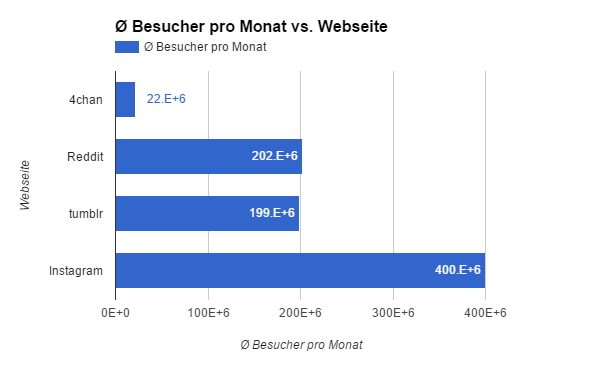 Ø Besucher pro Monat vs. Webseite
Ø Besucher pro Monat
4chan
22.E+6
Reddit
202.E+6
tumblr
199.E+6
Instagram
400.E+6
Webseite
0E+0 100E+6 200E+6 300E+6 400E+6
Ø Besucher pro Monat